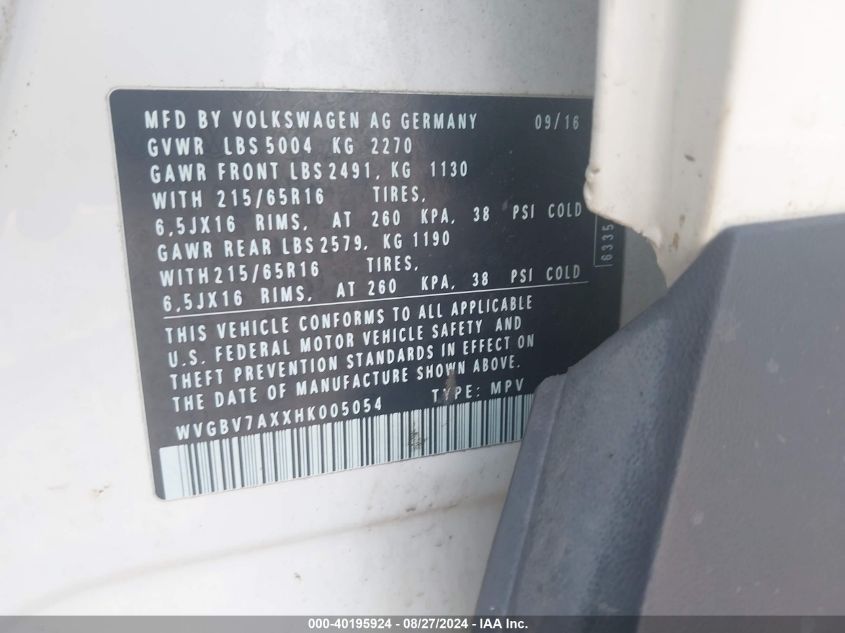 MFD BY VOLKSWAGEN AG GERMANY 09/16
GVWR LBS 5004 KG 2270
GAWR FRONT LBS 2491, KG 1130
WITH 215/65R16 TIRES,
6,5JX16 RIMS, AT 260 KPA, 38 PSI COLD
GAWR REAR LBS 2579, KG 1190
WITH 215/65R16 TIRES,
6,5JX16 RIMS, AT 260 KPA, 38 PSI COLD
THIS VEHICLE CONFORMS TO ALL APPLICABLE
U.S. FEDERAL MOTOR VEHICLE SAFETY AND
THEFT PREVENTION STANDARDS IN EFFECT ON
THE DATE OF MANUFACTURE SHOWN ABOVE.
WVGBV7AXXHK005054 TYPE: MPV
6335
000-40195924 | 08/27/2024 | IAA Inc.